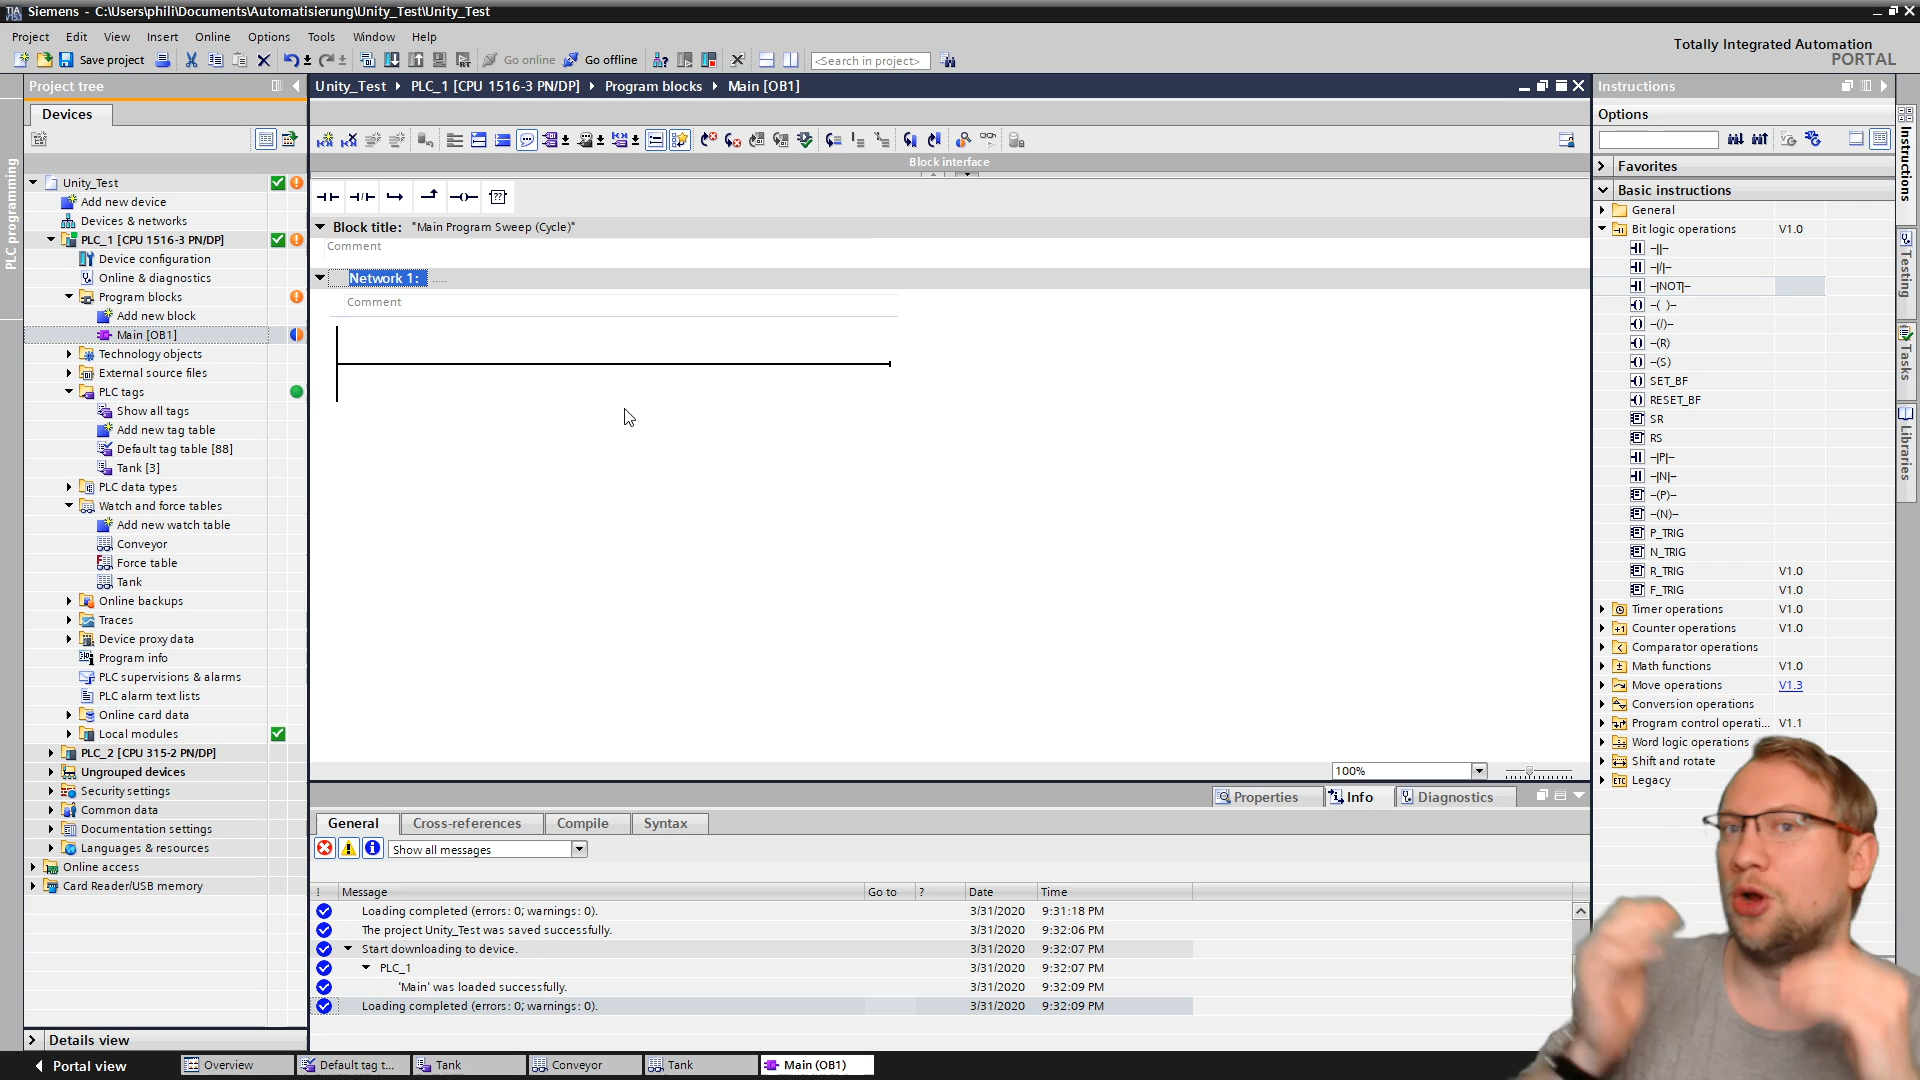 Siemens - C:\Users\phili\Documents\Automatisierung\Unity_Test\Unity_Test
Project Edit View Insert Online Options Tools Window Help
Totally Integrated Automation
PORTAL
Save project
Go online
Go offline
<Search in project>
Project tree
Devices
PLC programming
Unity_Test
Add new device
Devices & networks
PLC_1 [CPU 1516-3 PN/DP]
Device configuration
Online & diagnostics
Program blocks
Add new block
Main [OB1]
Technology objects
External source files
PLC tags
Show all tags
Add new tag table
Default tag table [88]
Tank [3]
PLC data types
Watch and force tables
Add new watch table
Conveyor
Force table
Tank
Online backups
Traces
Device proxy data
Program info
PLC supervisions & alarms
PLC alarm text lists
Online card data
Local modules
PLC_2 [CPU 315-2 PN/DP]
Ungrouped devices
Security settings
Common data
Documentation settings
Languages & resources
Online access
Card Reader/USB memory
Details view
Unity_Test PLC_1 [CPU 1516-3 PN/DP] Program blocks Main [OB1]
Block interface
Block title: "Main Program Sweep (Cycle)"
Comment
Network 1: .....
Comment
100%
Properties Info Diagnostics
General Cross-references Compile Syntax
Show all messages
! Message Go to ? Date Time
Loading completed (errors: 0; warnings: 0). 3/31/2020 9:31:18 PM
The project Unity_Test was saved successfully. 3/31/2020 9:32:06 PM
Start downloading to device. 3/31/2020 9:32:07 PM
PLC_1 3/31/2020 9:32:07 PM
'Main' was loaded successfully. 3/31/2020 9:32:09 PM
Loading completed (errors: 0; warnings: 0). 3/31/2020 9:32:09 PM
Instructions
Options
Favorites
Basic instructions
General
Bit logic operations V1.0
-||-
-|/|-
-|NOT|-
-( )-
-(/)-
-(R)
-(S)
SET_BF
RESET_BF
SR
RS
-|P|-
-|N|-
-(P)-
-(N)-
P_TRIG
N_TRIG
R_TRIG V1.0
F_TRIG V1.0
Timer operations V1.0
Counter operations V1.0
Comparator operations
Math functions V1.0
Move operations V1.3
Conversion operations
Program control operati... V1.1
Word logic operations
Shift and rotate
Legacy
Instructions
Testing
Tasks
Libraries
Portal view
Overview
Default tag t...
Tank
Conveyor
Tank
Main (OB1)